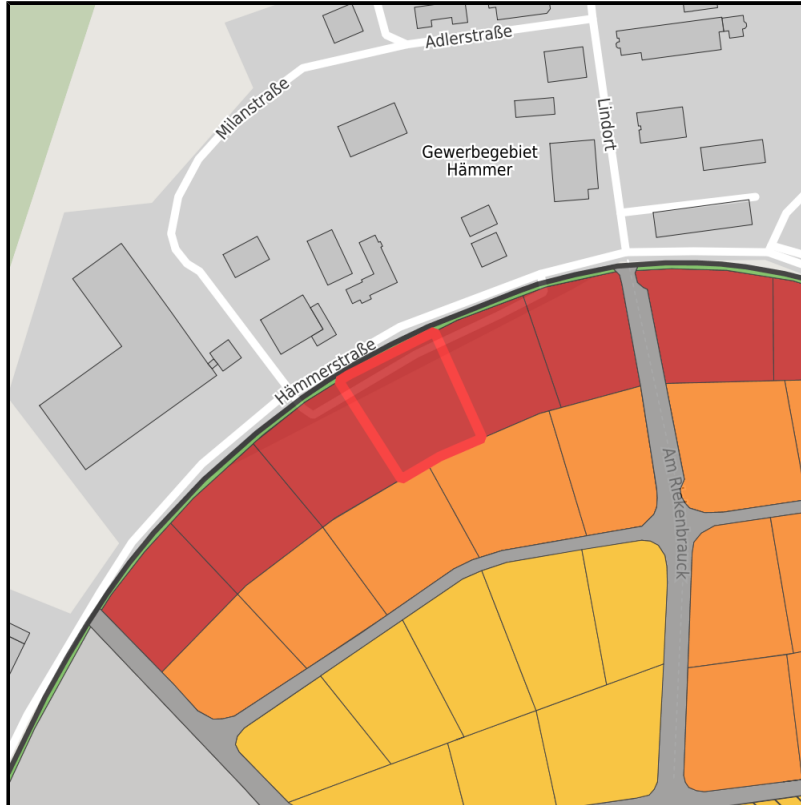 Adlerstraße
Milanstraße
Lindort
Gewerbegebiet
Hämmer
Hämmerstraße
Am Riekenbrauck